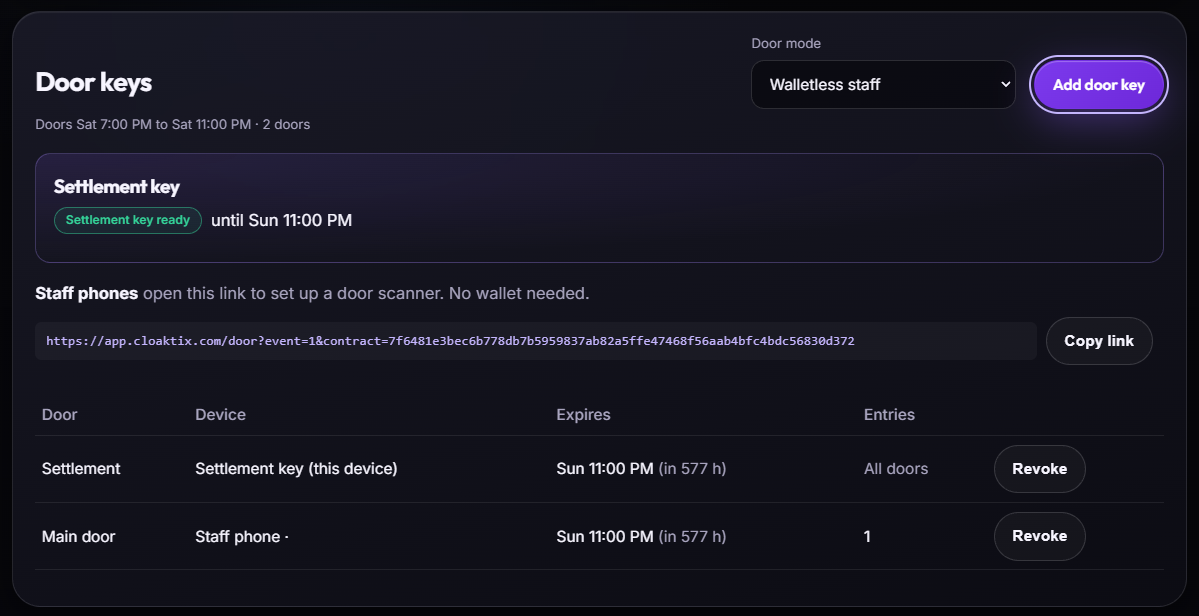 Door mode
Door keys
Walletless staff
Add door key
Doors Sat 7:00 PM to Sat 11:00 PM · 2 doors
Settlement key
Settlement key ready until Sun 11:00 PM
Staff phones open this link to set up a door scanner. No wallet needed.
https://app.cloaktix.com/door?event=1&contract=7f6481e3bec6b778db7b5959837ab82a5ffe47468f56aab4bfc4bdc56830d372
Copy link
Door Device Expires Entries
Settlement Settlement key (this device) Sun 11:00 PM (in 577 h) All doors Revoke
Main door Staff phone · Sun 11:00 PM (in 577 h) 1 Revoke